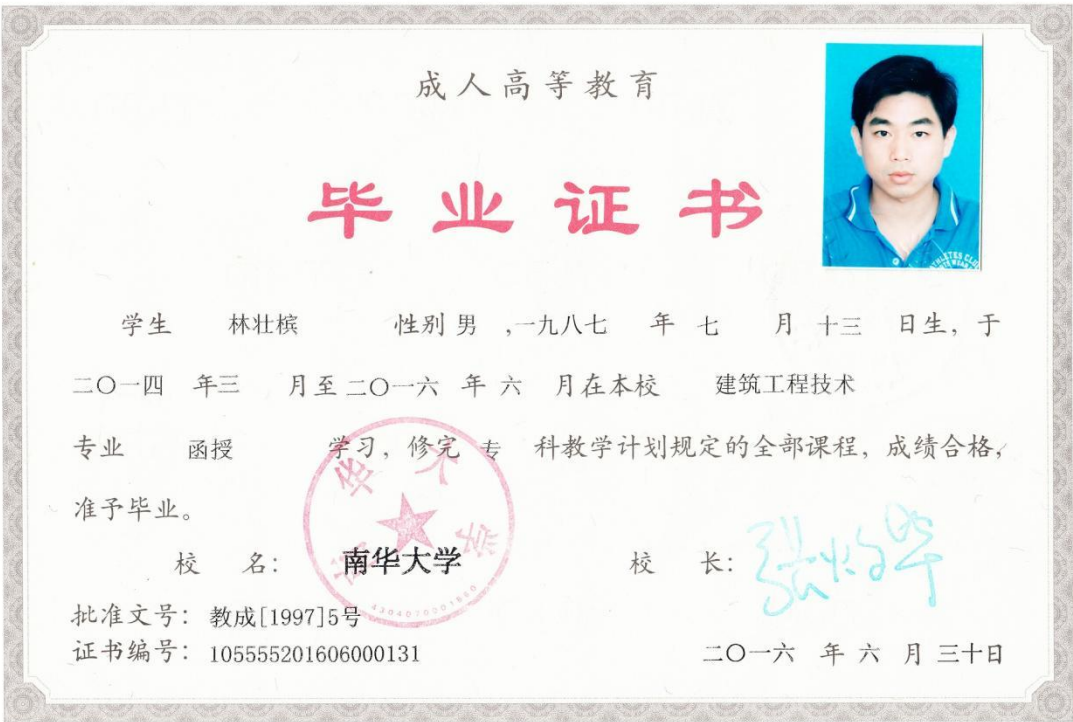 成人高等教育
毕业证书
学生 林壮槟 性别 男 ,一九八七 年 七 月 十三 日生，于
二〇一四 年三 月至二〇一六 年 六 月在本校 建筑工程技术
专业 函授 学习，修完 专 科教学计划规定的全部课程，成绩合格，
准予毕业。
校 名： 南华大学 校 长：
批准文号：教成[1997]5号
证书编号：105555201606000131
二〇一六 年 六 月 三十日
南华大学